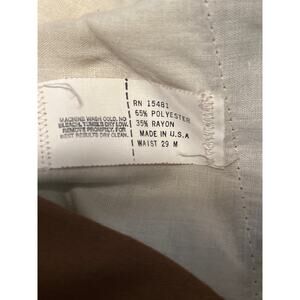 MACHINE WASH COLD. NO
BLEACH, TUMBLE DRY LOW.
REMOVE PROMPTLY. FOR
BEST RESULTS DRY CLEAN.
RN 15481
65% POLYESTER
35% RAYON
MADE IN U.S.A
WAIST 29 M